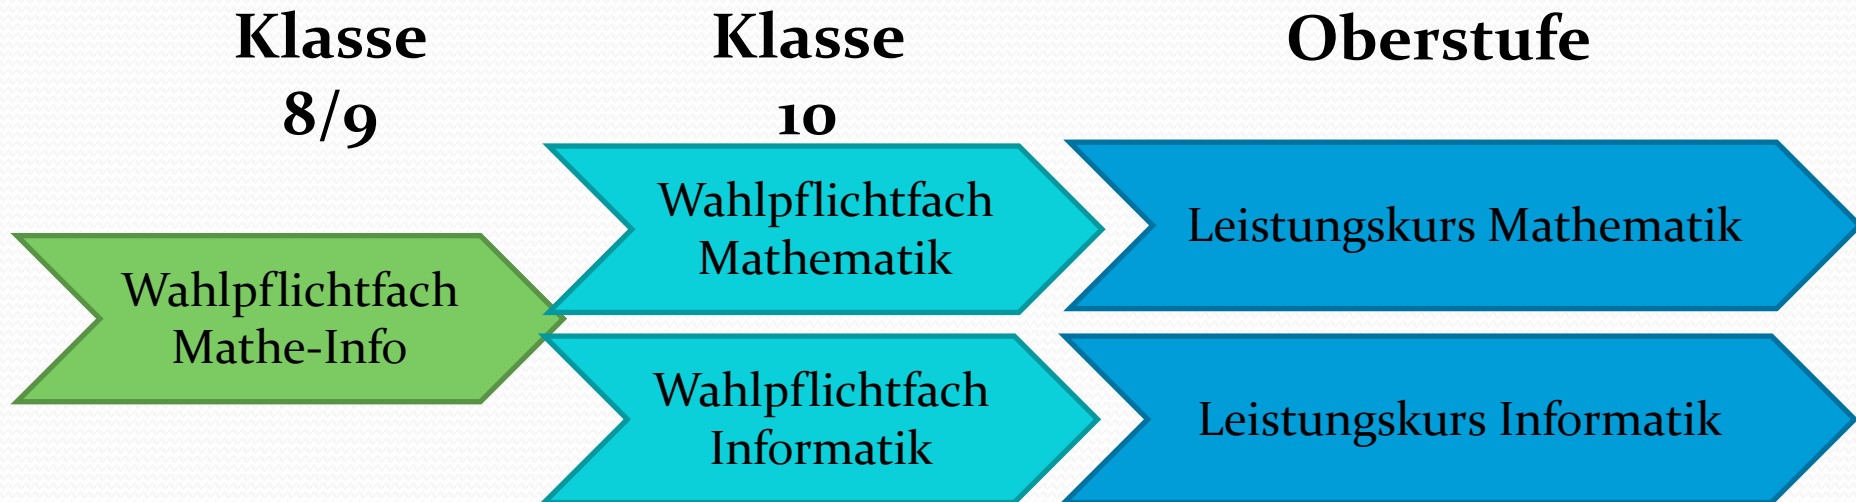 Klasse
8/9
Klasse
10
Oberstufe
Wahlpflichtfach
Mathe-Info
Wahlpflichtfach
Mathematik
Leistungskurs Mathematik
Wahlpflichtfach
Informatik
Leistungskurs Informatik